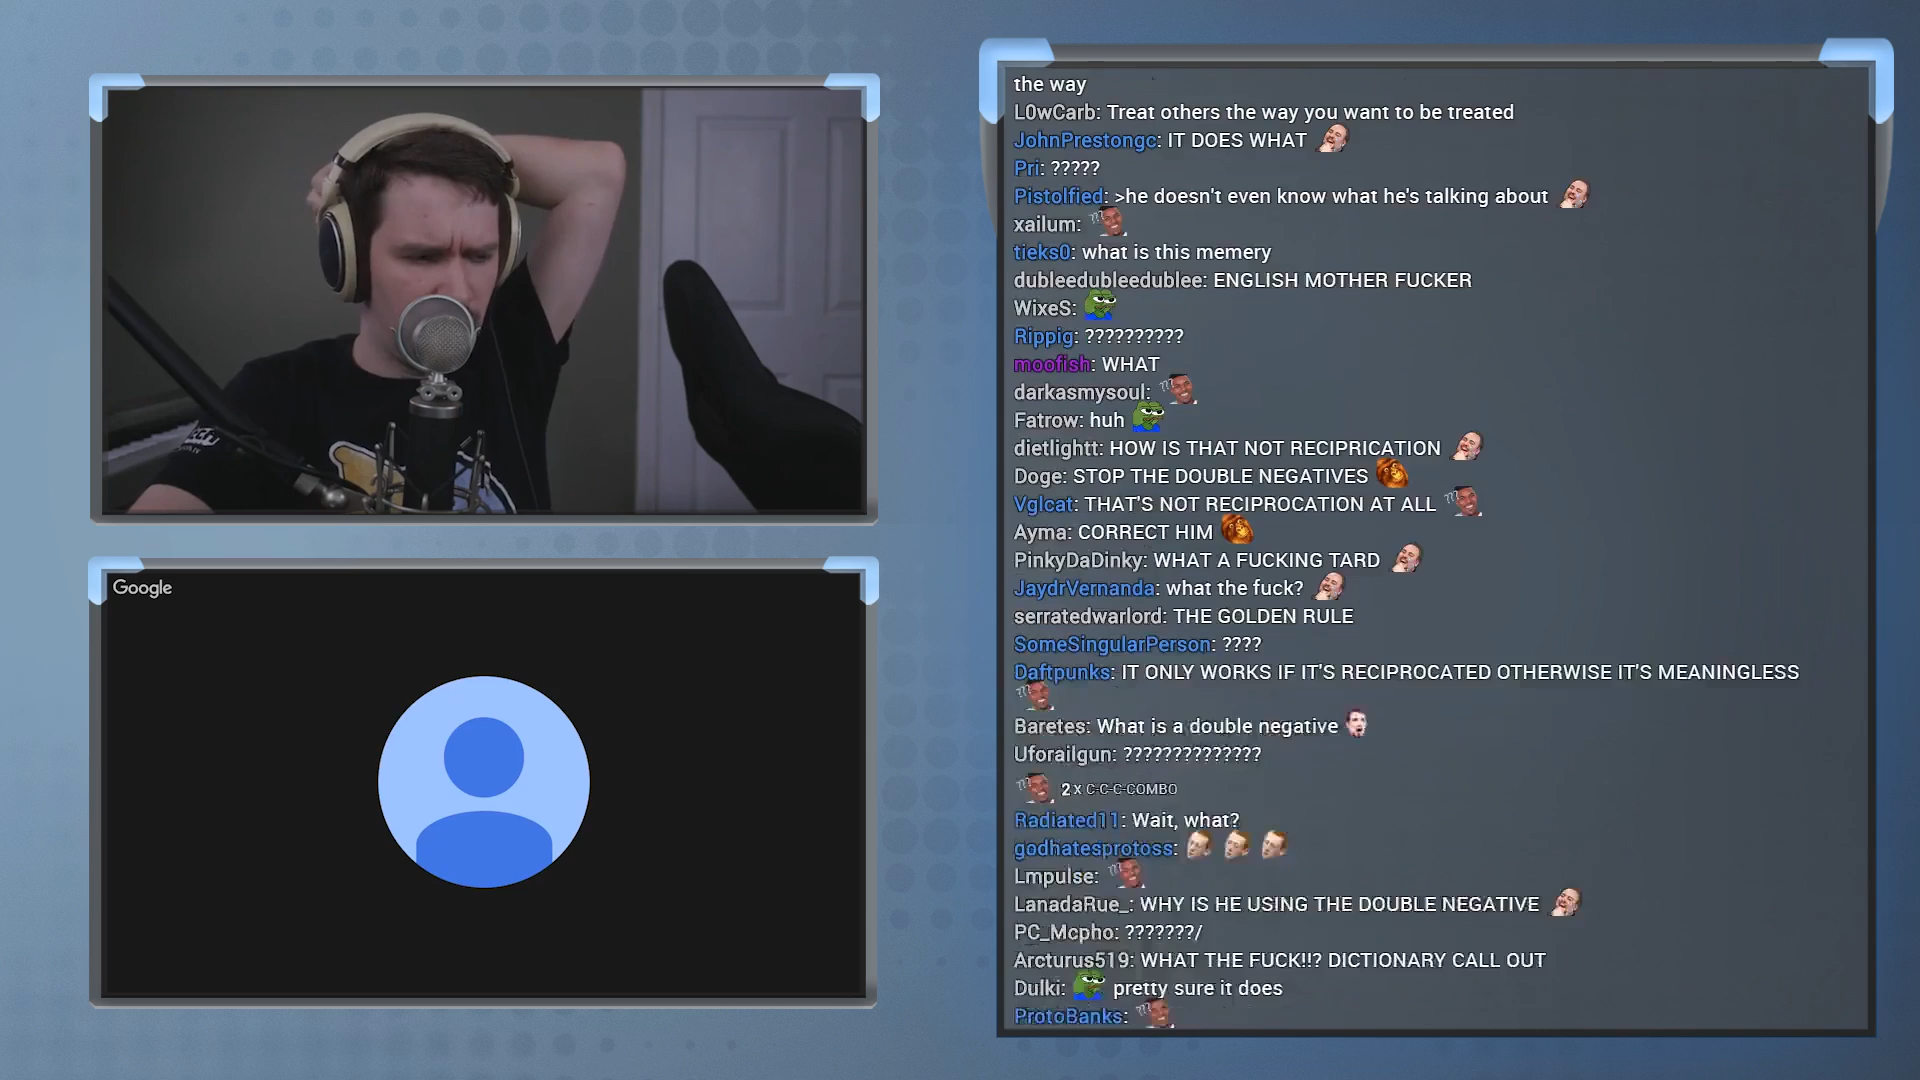 the way
L0wCarb: Treat others the way you want to be treated
JohnPrestongc: IT DOES WHAT
Pri: ?????
Pistolfied: >he doesn't even know what he's talking about
xailum:
tieks0: what is this memery
dubleedubleedublee: ENGLISH MOTHER FUCKER
WixeS:
Rippig: ??????????
moofish: WHAT
darkasmysoul:
Fatrow: huh
dietlightt: HOW IS THAT NOT RECIPRICATION
Doge: STOP THE DOUBLE NEGATIVES
Vglcat: THAT'S NOT RECIPROCATION AT ALL
Ayma: CORRECT HIM
PinkyDaDinky: WHAT A FUCKING TARD
JaydrVernanda: what the fuck?
serratedwarlord: THE GOLDEN RULE
SomeSingularPerson: ????
Daftpunks: IT ONLY WORKS IF IT'S RECIPROCATED OTHERWISE IT'S MEANINGLESS
Baretes: What is a double negative
Uforailgun: ??????????????
2 x C-C-C-COMBO
Radiated11: Wait, what?
godhatesprotoss:
Lmpulse:
LanadaRue_: WHY IS HE USING THE DOUBLE NEGATIVE
PC_Mcpho: ???????/
Arcturus519: WHAT THE FUCK!!? DICTIONARY CALL OUT
Dulki: pretty sure it does
ProtoBanks:
Google